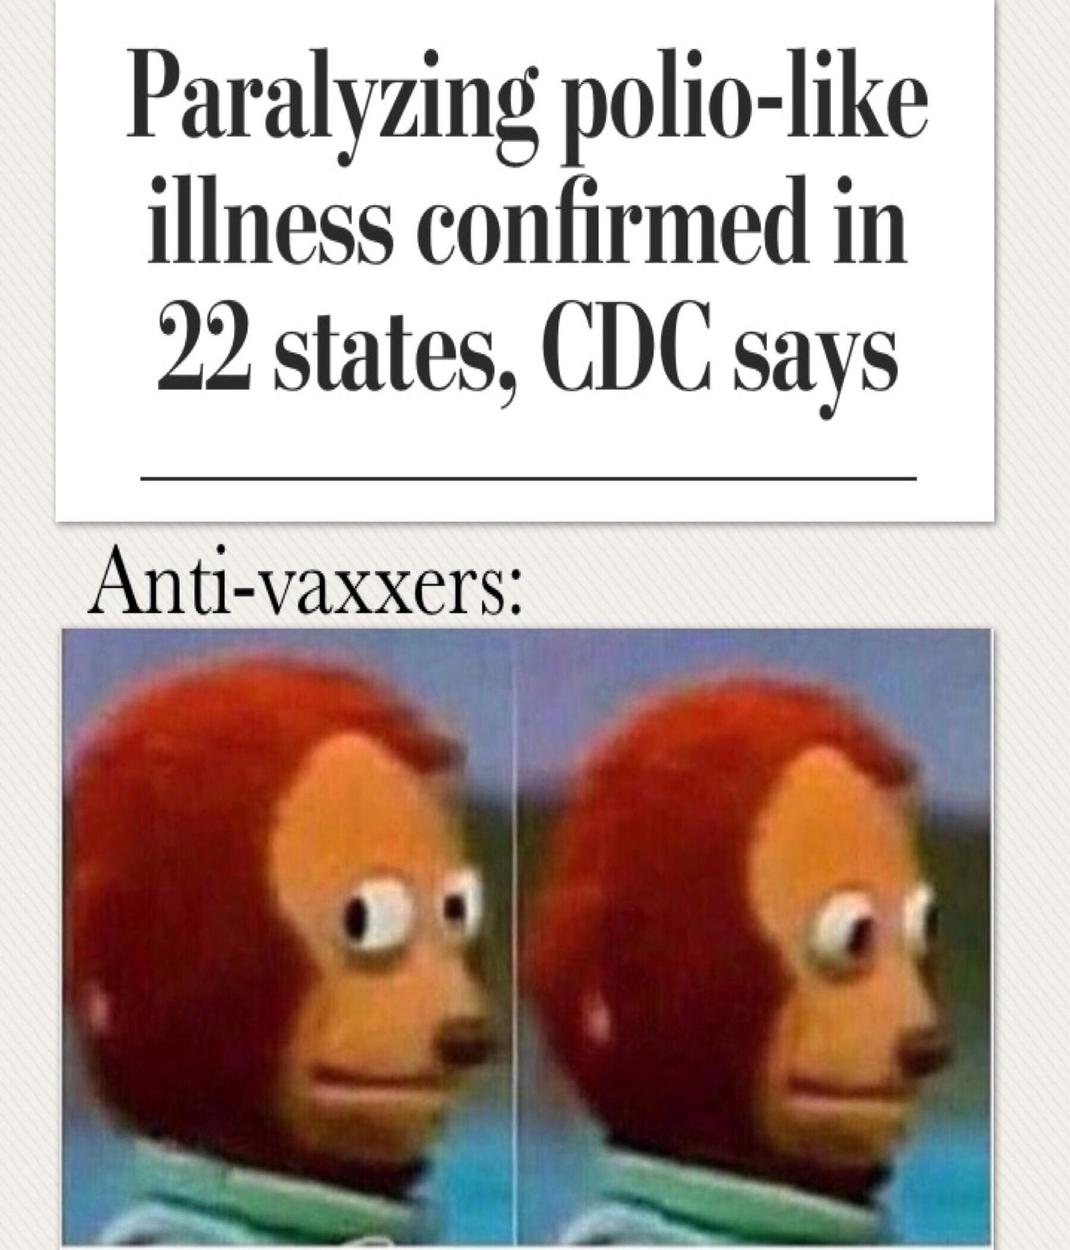 Paralyzing polio-like
illness confirmed in
22 states, CDC says
Anti-vaxxers: